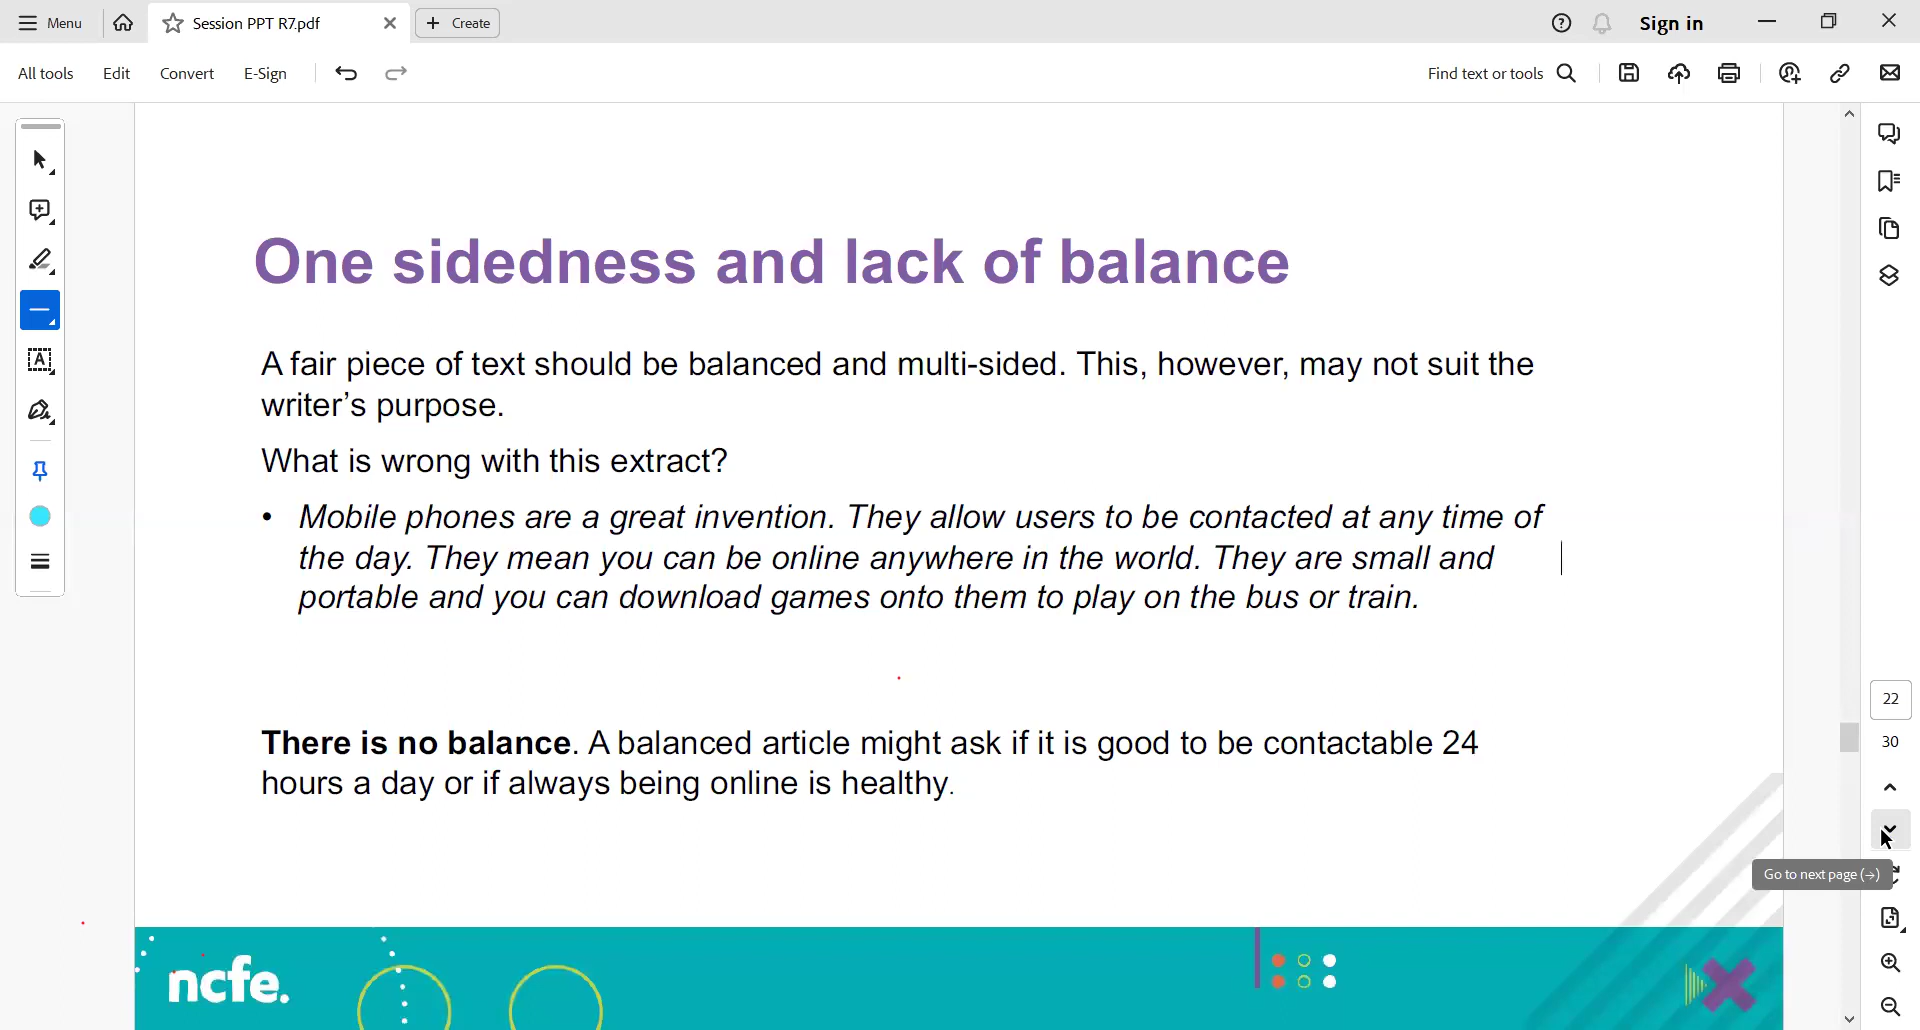 Menu
Session PPT R7.pdf
Create
Sign in
All tools
Edit
Convert
E-Sign
Find text or tools
One sidedness and lack of balance
A fair piece of text should be balanced and multi-sided. This, however, may not suit the
writer's purpose.
What is wrong with this extract?
• Mobile phones are a great invention. They allow users to be contacted at any time of
the day. They mean you can be online anywhere in the world. They are small and
portable and you can download games onto them to play on the bus or train.
There is no balance. A balanced article might ask if it is good to be contactable 24
hours a day or if always being online is healthy.
22
30
Go to next page (→)
ncfe.